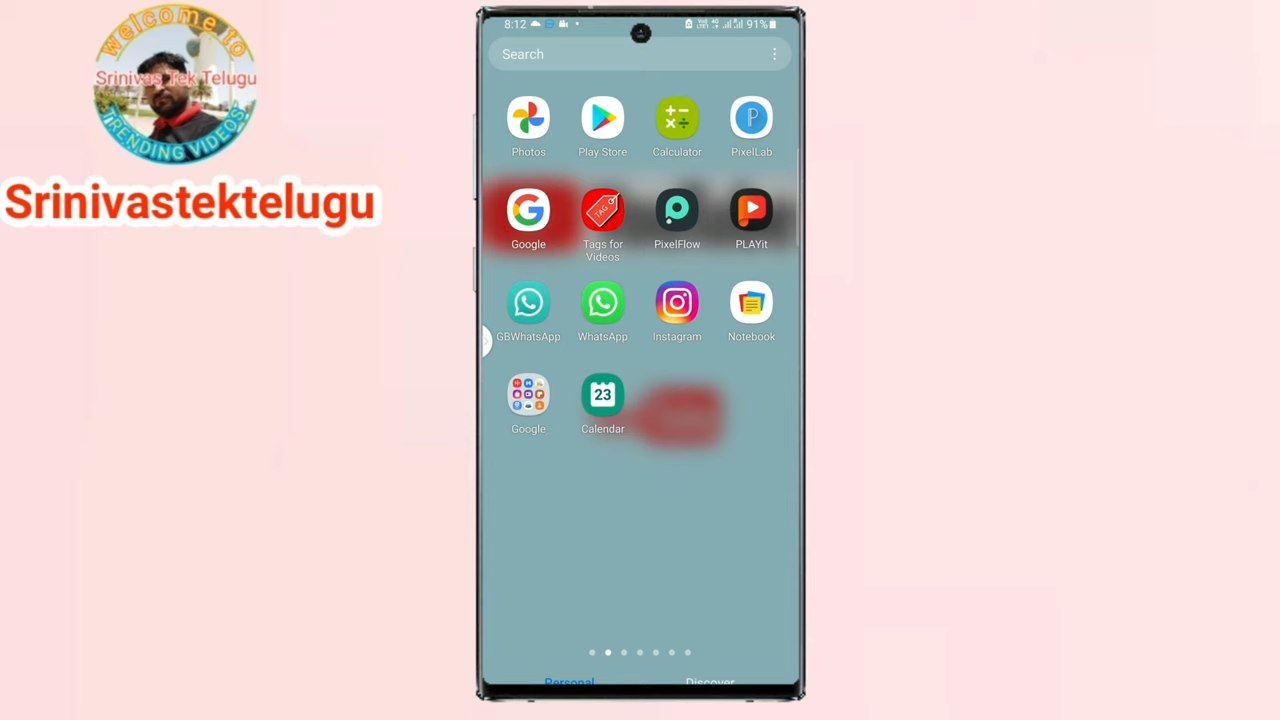 welcome to
Srinivas Tek Telugu
TRENDING VIDEOS
Srinivastektelugu
8:12
91%
Search
Photos
Play Store
Calculator
PixelLab
Google
TAG
Tags for
Videos
PixelFlow
PLAYit
GBWhatsApp
WhatsApp
Instagram
Notebook
Google
23
Calendar
Personal
Discover